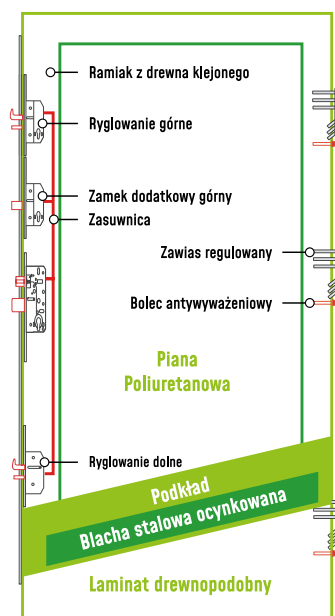 Ramiak z drewna klejonego
Ryglowanie górne
Zamek dodatkowy górny
Zasuwnica
Zawias regulowany
Bolec antywyważeniowy
Piana
Poliuretanowa
Ryglowanie dolne
Podkład
Blacha stalowa ocynkowana
Laminat drewnopodobny